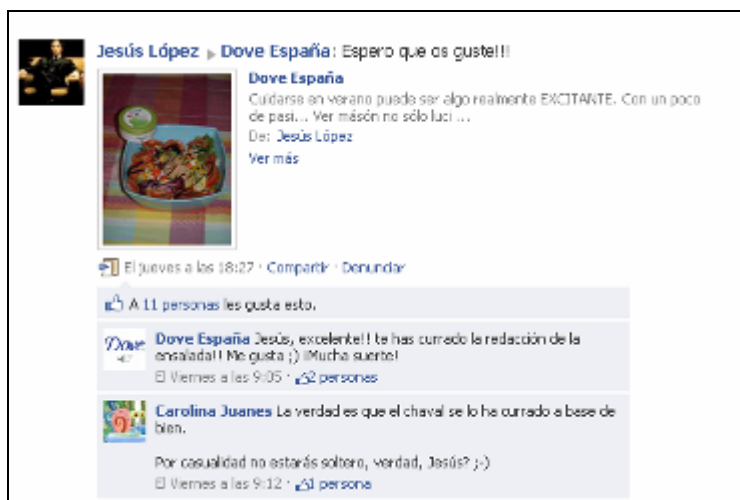 Jesús López ▸ Dove España: Espero que os guste!!!
Dove España
Cuidarse en verano puede ser algo realmente EXCITANTE. Con un poco
de pasi... Ver másón no sólo luci ...
De: Jesús López
Ver más
El jueves a las 18:27 · Compartir · Denunciar
A 11 personas les gusta esto.
Dove
Dove España Jesús, excelente!! te has currado la redacción de la
ensalada!! Me gusta ;) ¡Mucha suerte!
El Viernes a las 9:05 · 2 personas
Carolina Juanes La verdad es que el chaval se lo ha currado a base de
bien.
Por casualidad no estarás soltero, verdad, Jesús? ;-)
El Viernes a las 9:12 · 1 persona